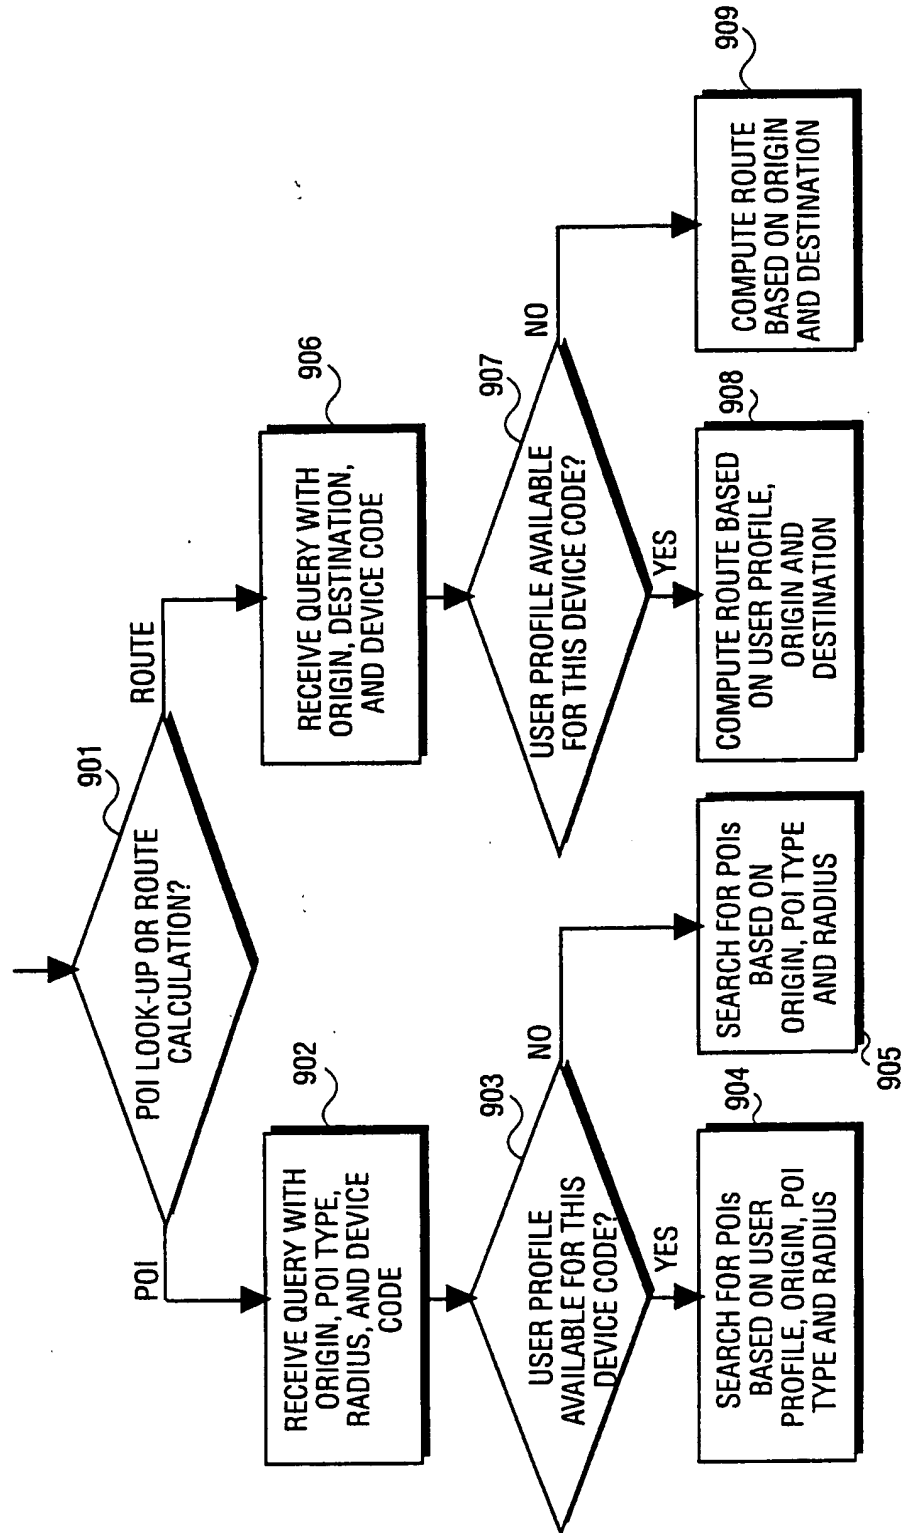 901
POI LOOK-UP OR ROUTE
CALCULATION?
POI
ROUTE
902
RECEIVE QUERY WITH
ORIGIN, POI TYPE,
RADIUS, AND DEVICE
CODE
906
RECEIVE QUERY WITH
ORIGIN, DESTINATION,
AND DEVICE CODE
903
USER PROFILE
AVAILABLE FOR THIS
DEVICE CODE?
NO
YES
907
USER PROFILE AVAILABLE
FOR THIS DEVICE CODE?
NO
YES
904
SEARCH FOR POIs
BASED ON USER
PROFILE, ORIGIN, POI
TYPE AND RADIUS
SEARCH FOR POIs
BASED ON
ORIGIN, POI TYPE
AND RADIUS
905
908
COMPUTE ROUTE BASED
ON USER PROFILE,
ORIGIN AND
DESTINATION
909
COMPUTE ROUTE
BASED ON ORIGIN
AND DESTINATION